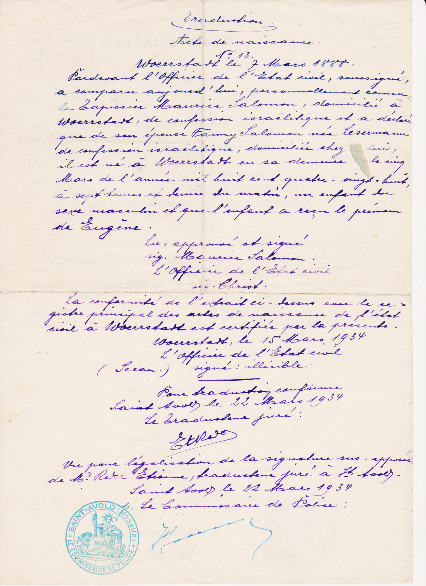 Traduction.
Acte de naissance.
N° 13.
Woerrstadt le 7 Mars 1888.
Pardevant l'Officier de l'Etat civil, soussigné,
a comparu aujourd'hui, personnellement connu
le Tapissier Maurice Salomon, domicilié à
Woerrstadt, de confession israélitique et a déclaré
que de son épouse Fanny Salomon née
de confession israélitique, domiciliée chez lui,
il est né à Woerrstadt en sa demeure le cinq
Mars de l'année mil huit cent quatre-vingt-huit,
à sept heures et demie du matin, un enfant du
sexe masculin et que l'enfant a reçu le prénom
de Eugène.
lu, approuvé et signé
sig. Maurice Salomon.
L'Officier de l'Etat civil
sig. Christ.
La conformité de l'extrait ci-dessus avec le re-
gistre principal des actes de naissance de l'état
civil à Woerrstadt est certifiée par la présente.
Woerrstadt, le 15 Mars 1934
L'Officier de l'Etat civil
(Sceau) signé: illisible.
Pour traduction conforme
Saint Avold le 22 Mars 1934
Le Traducteur juré:
Vu pour légalisation de la signature sus-apposée
de Mr Etienne, traducteur juré à St Avold.
Saint Avold le 22 Mars 1934
Le Commissaire de Police:
SAINT-AVOLD (Moselle)
LE COMMISSAIRE DE POLICE